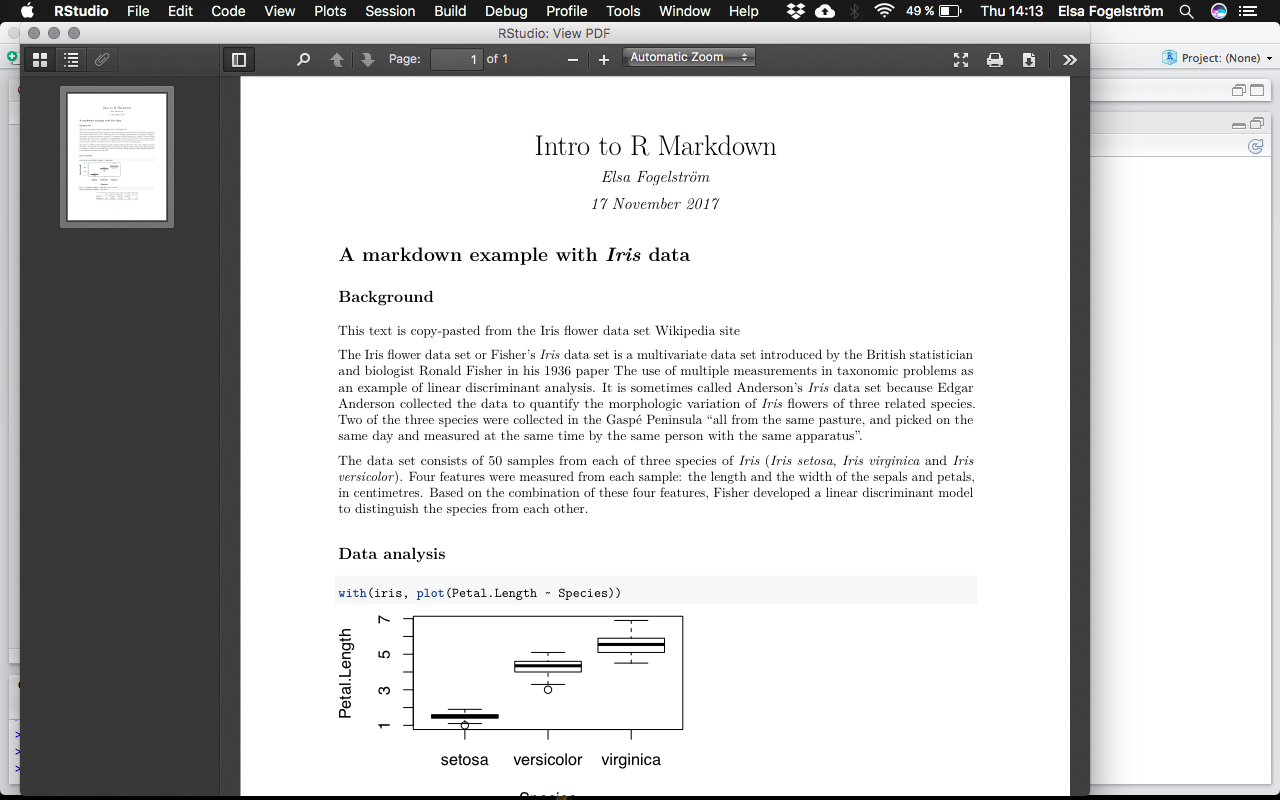 RStudio File Edit Code View Plots Session Build Debug Profile Tools Window Help 49 % Thu 14:13 Elsa Fogelström
RStudio: View PDF
Page: 1 of 1 Automatic Zoom
Project: (None)
Intro to R Markdown
Elsa Fogelström
17 November 2017
A markdown example with Iris data
Background
This text is copy-pasted from the Iris flower data set Wikipedia site
The Iris flower data set or Fisher's Iris data set is a multivariate data set introduced by the British statistician
and biologist Ronald Fisher in his 1936 paper The use of multiple measurements in taxonomic problems as
an example of linear discriminant analysis. It is sometimes called Anderson's Iris data set because Edgar
Anderson collected the data to quantify the morphologic variation of Iris flowers of three related species.
Two of the three species were collected in the Gaspé Peninsula “all from the same pasture, and picked on the
same day and measured at the same time by the same person with the same apparatus”.
The data set consists of 50 samples from each of three species of Iris (Iris setosa, Iris virginica and Iris
versicolor). Four features were measured from each sample: the length and the width of the sepals and petals,
in centimetres. Based on the combination of these four features, Fisher developed a linear discriminant model
to distinguish the species from each other.
Data analysis
with(iris, plot(Petal.Length ~ Species))
Petal.Length
7
5
3
1
setosa versicolor virginica
Species